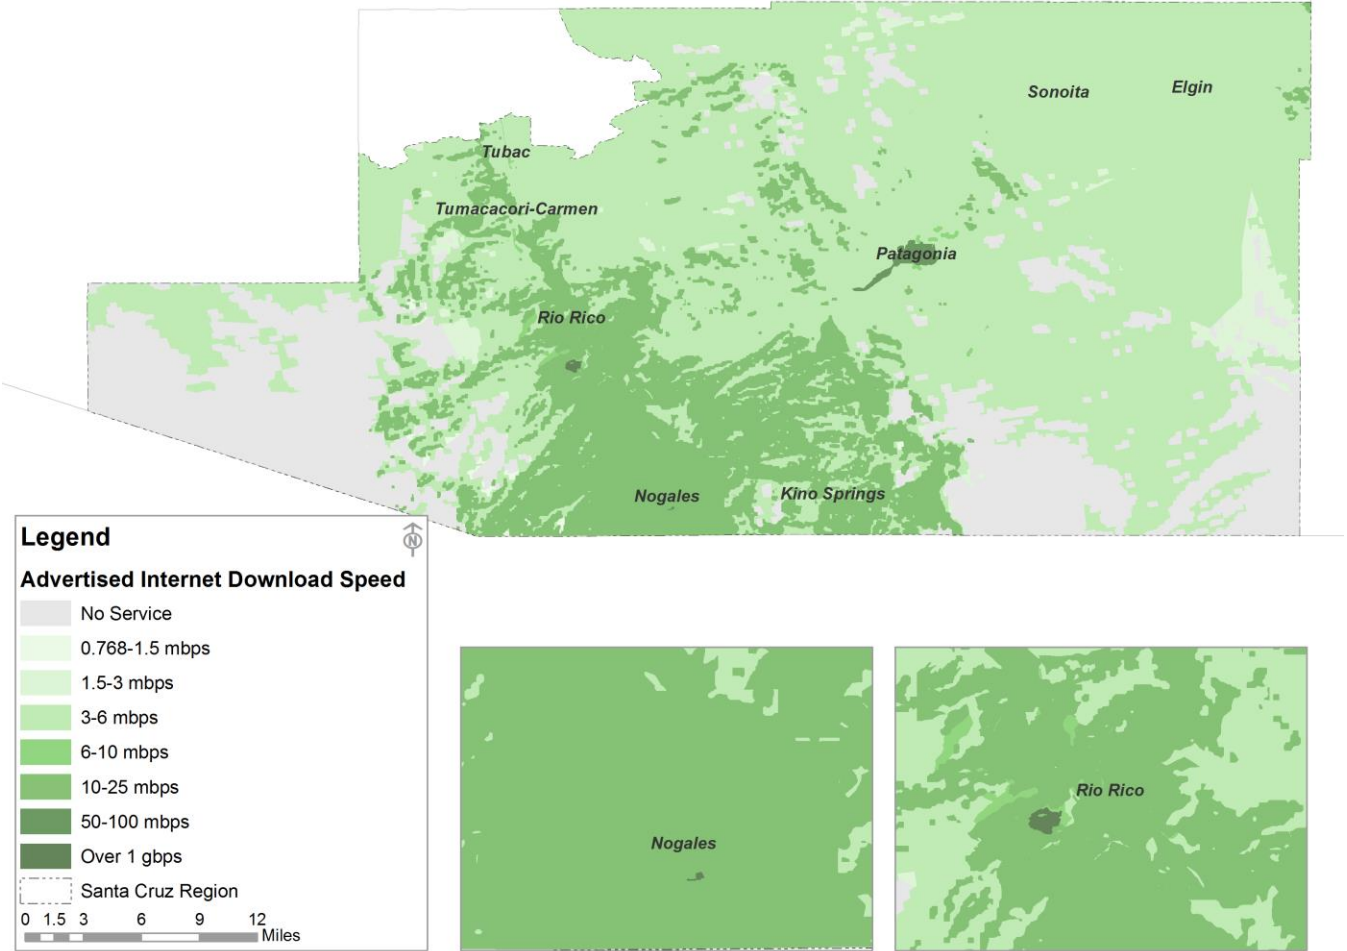 Sonoita
Elgin
Tubac
Tumacacori-Carmen
Patagonia
Rio Rico
Nogales
Kino Springs
Legend
N
Advertised Internet Download Speed
No Service
0.768-1.5 mbps
1.5-3 mbps
3-6 mbps
6-10 mbps
10-25 mbps
50-100 mbps
Over 1 gbps
Santa Cruz Region
0 1.5 3 6 9 12
Miles
Nogales
Rio Rico